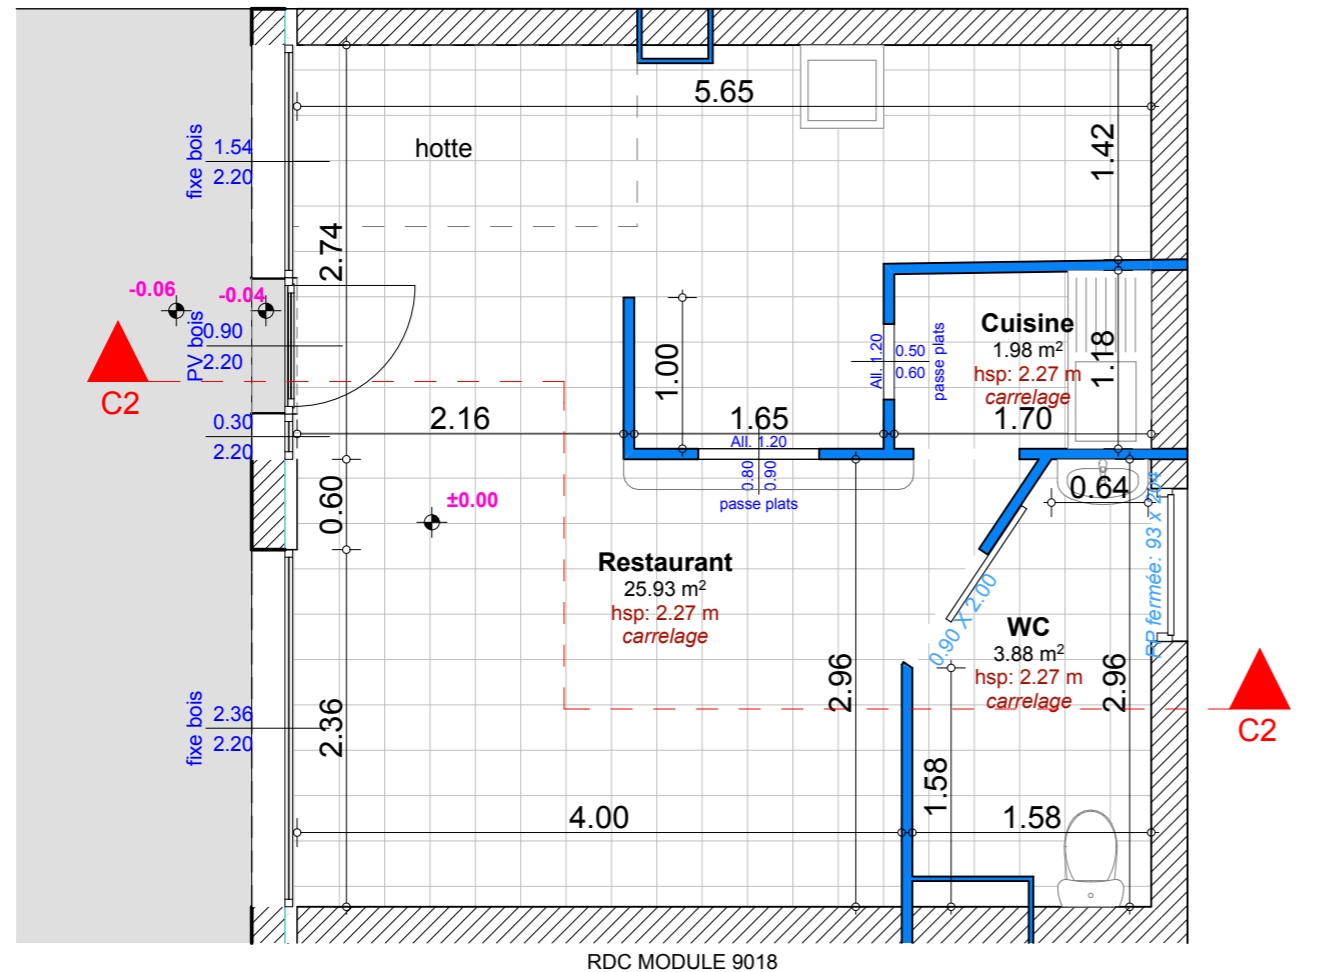 5.65
hotte
1.42
fixe bois
1.54
2.20
2.74
-0.06
-0.04
PV bois
0.90
2.20
C2
0.30
2.20
2.16
1.00
1.65
All. 1.20
0.80
0.90
passe plats
All. 1.20
0.50
0.60
passe plats
Cuisine
1.98 m²
hsp: 2.27 m
carrelage
1.18
1.70
0.60
±0.00
0.64
PP fermée: 93 x 204
Restaurant
25.93 m²
hsp: 2.27 m
carrelage
0.90 X 2.00
WC
3.88 m²
hsp: 2.27 m
carrelage
2.96
2.96
C2
fixe bois
2.36
2.20
2.36
4.00
1.58
1.58
RDC MODULE 9018